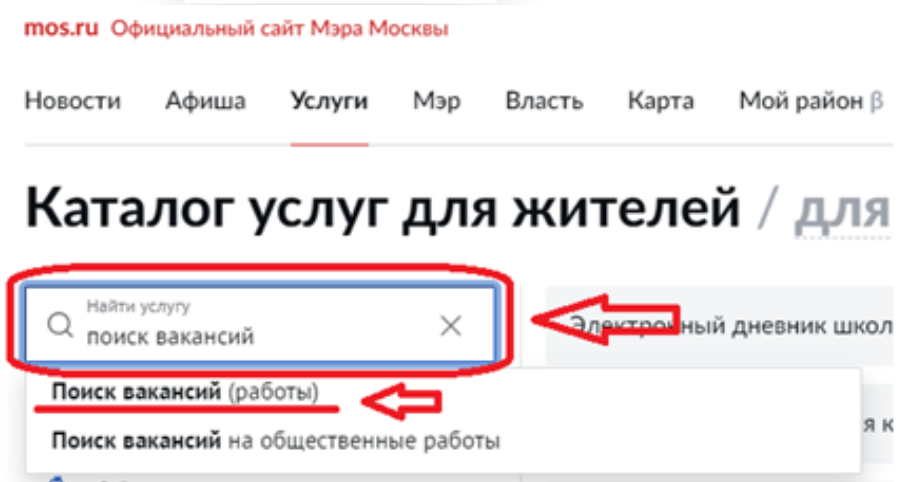 mos.ru Официальный сайт Мэра Москвы
Новости Афиша Услуги Мэр Власть Карта Мой район β
Каталог услуг для жителей / для
Найти услугу
поиск вакансий
Электронный дневник школ
Поиск вакансий (работы)
я к
Поиск вакансий на общественные работы